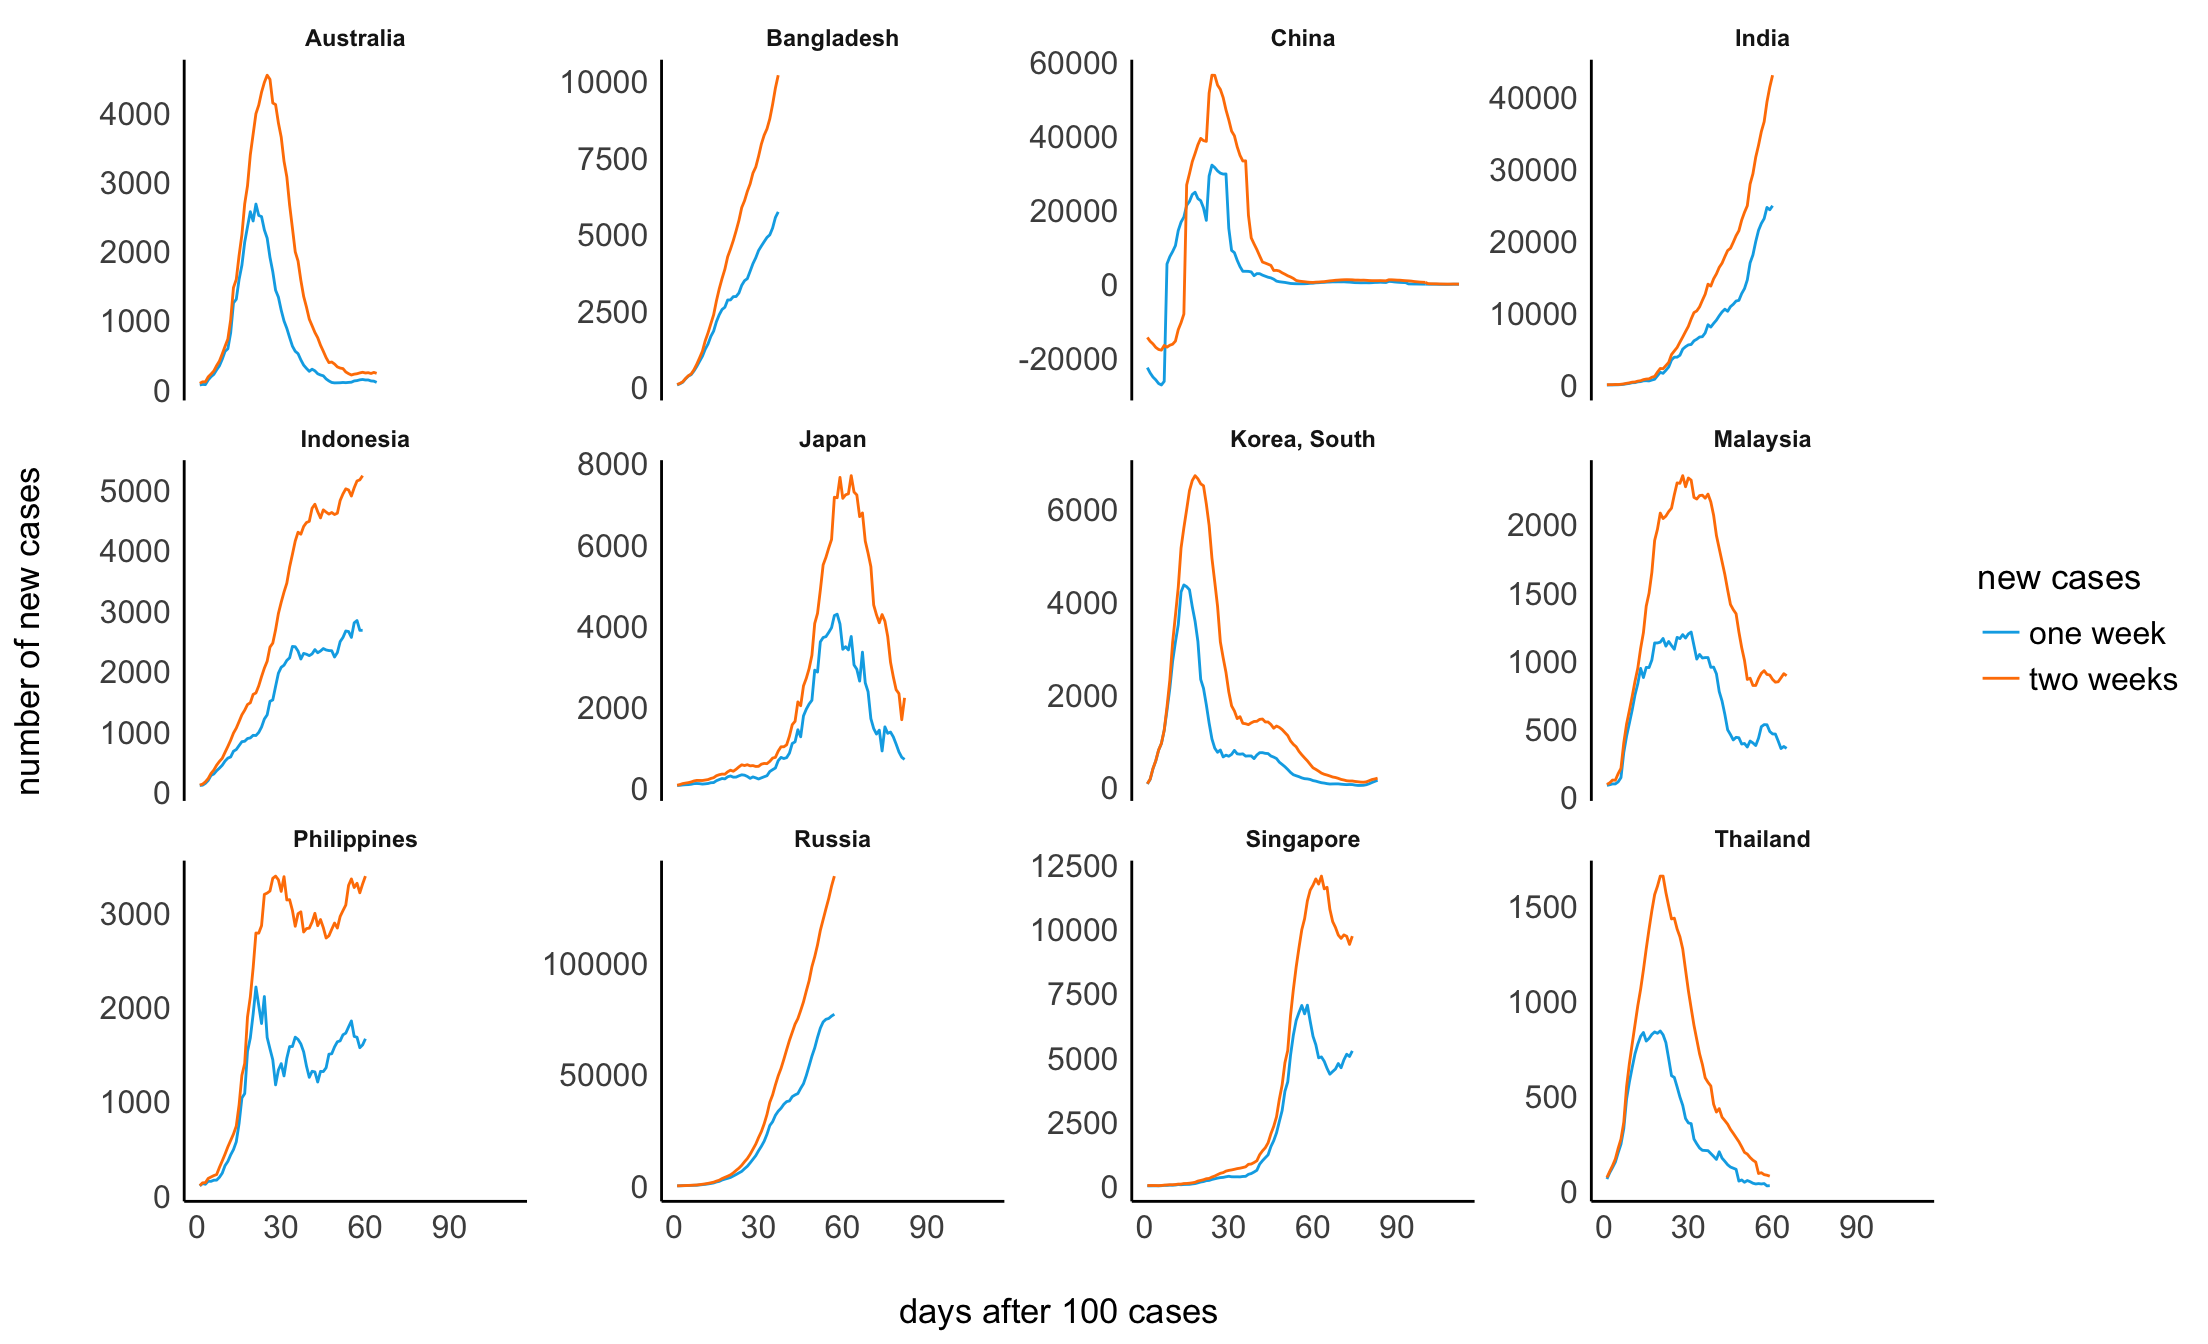 Australia
Bangladesh
China
India
4000
3000
2000
1000
0
10000
7500
5000
2500
0
60000
40000
20000
0
-20000
40000
30000
20000
10000
0
Indonesia
Japan
Korea, South
Malaysia
5000
4000
3000
2000
1000
0
8000
6000
4000
2000
0
6000
4000
2000
0
2000
1500
1000
500
0
Philippines
Russia
Singapore
Thailand
3000
2000
1000
0
100000
50000
0
12500
10000
7500
5000
2500
0
1500
1000
500
0
0 30 60 90
0 30 60 90
0 30 60 90
0 30 60 90
number of new cases
days after 100 cases
new cases
one week
two weeks